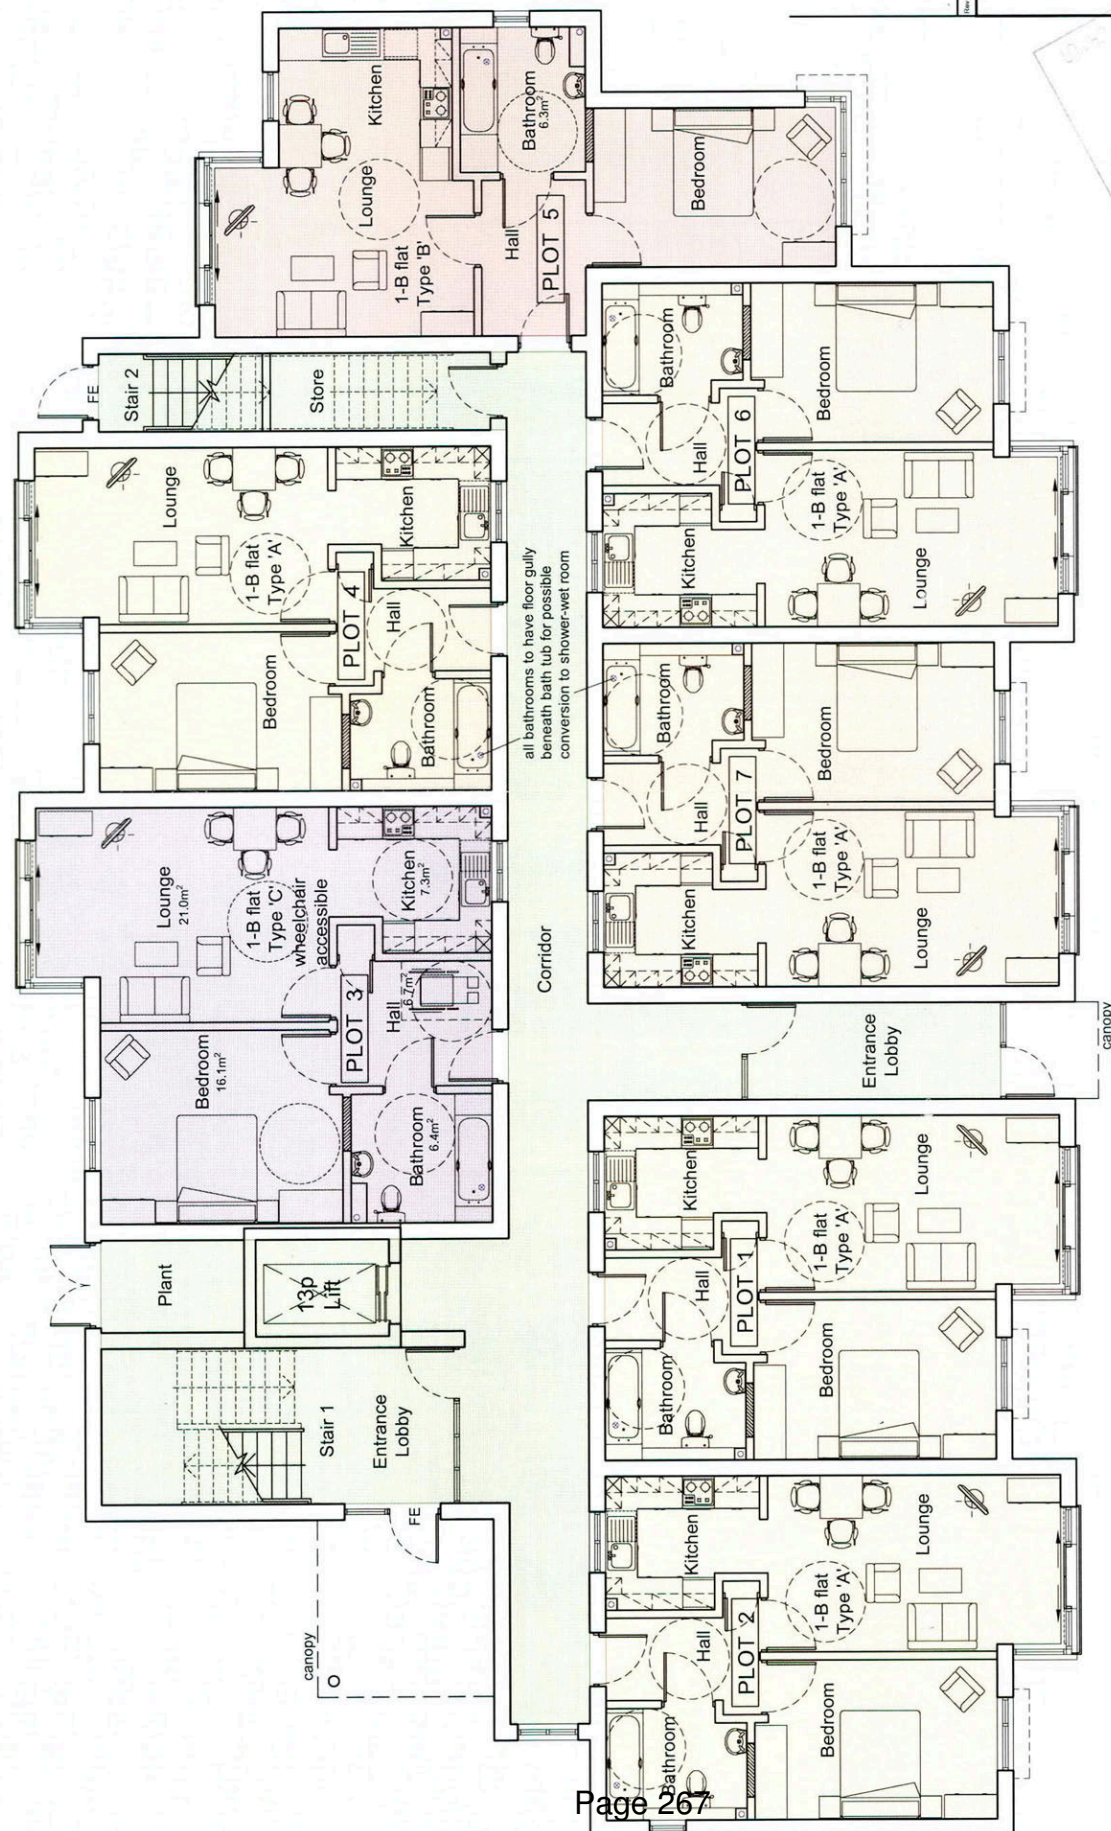 Rev
Kitchen
Lounge
1-B flat
Type 'B'
Bathroom
6.3m²
Hall
PLOT 5
Bedroom
FE
Stair 2
Store
Lounge
Kitchen
1-B flat
Type 'A'
PLOT 4
Hall
Bedroom
Bathroom
all bathrooms to have floor gully
beneath bath tub for possible
conversion to shower-wet room
Bathroom
Hall
PLOT 6
Bedroom
Kitchen
1-B flat
Type 'A'
Lounge
Lounge
21.0m²
1-B flat
Type 'C'
wheelchair
accessible
Kitchen
7.3m²
PLOT 3
Hall
6.7m²
Bedroom
16.1m²
Bathroom
6.4m²
Corridor
Bathroom
Hall
PLOT 7
Bedroom
Kitchen
1-B flat
Type 'A'
Lounge
Entrance
Lobby
canopy
Plant
13p
Lift
Stair 1
Entrance
Lobby
FE
canopy
Kitchen
Lounge
1-B flat
Type 'A'
PLOT 1
Hall
Bathroom
Bedroom
Kitchen
Lounge
1-B flat
Type 'A'
PLOT 2
Hall
Bathroom
Bedroom
Page 267